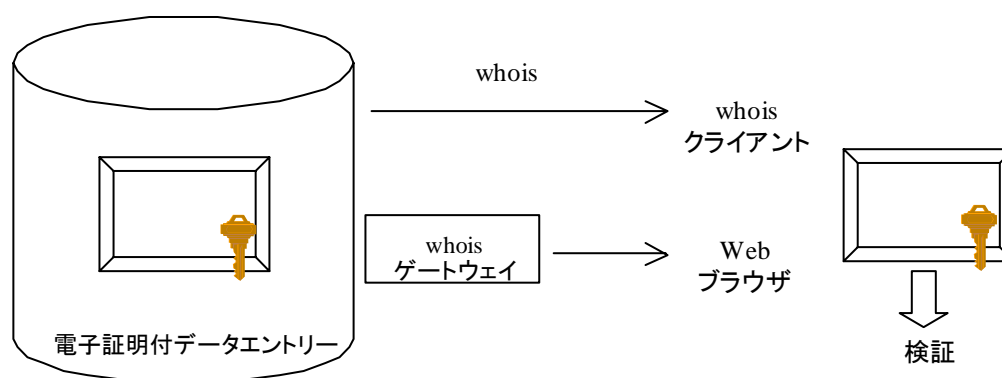 whois
whois
クライアント
whois
ゲートウェイ
Web
ブラウザ
電子証明付データエントリー
検証